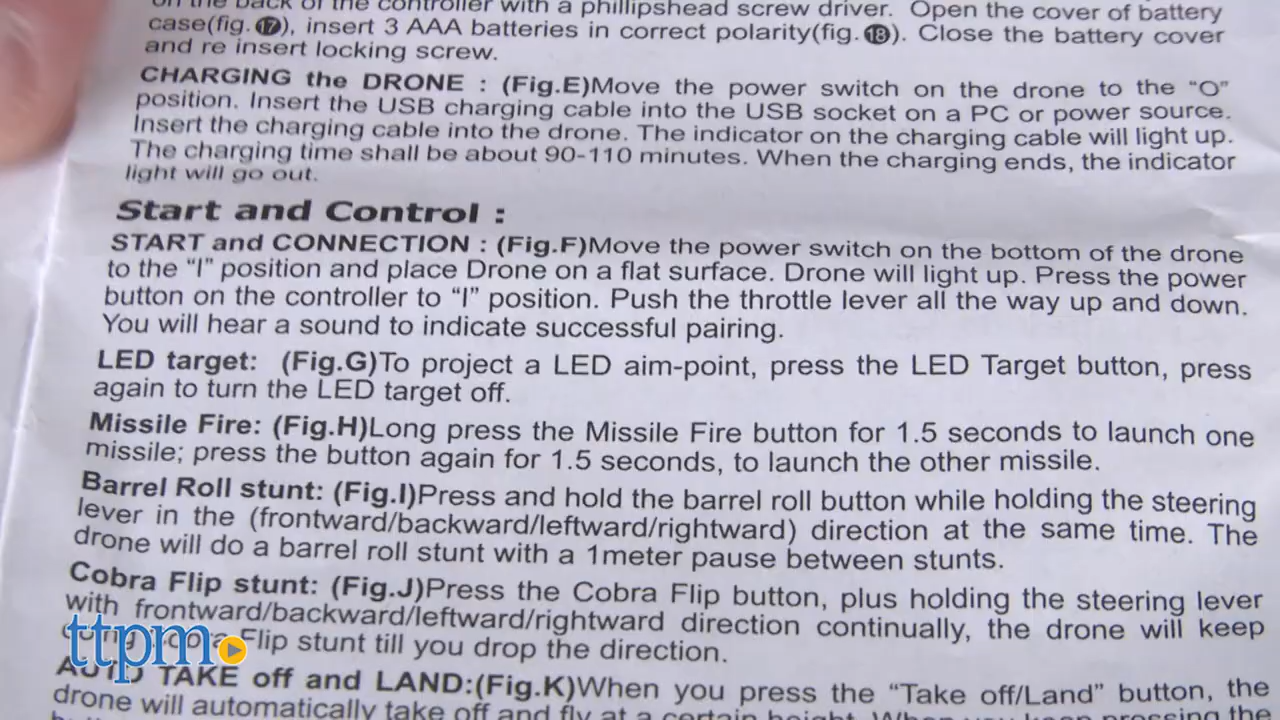 on the back of the controller with a phillipshead screw driver. Open the cover of battery
case(fig.⓱), insert 3 AAA batteries in correct polarity(fig.⓲). Close the battery cover
and re insert locking screw.
CHARGING the DRONE : (Fig.E)Move the power switch on the drone to the “O”
position. Insert the USB charging cable into the USB socket on a PC or power source.
Insert the charging cable into the drone. The indicator on the charging cable will light up.
The charging time shall be about 90-110 minutes. When the charging ends, the indicator
light will go out.
Start and Control :
START and CONNECTION : (Fig.F)Move the power switch on the bottom of the drone
to the “I” position and place Drone on a flat surface. Drone will light up. Press the power
button on the controller to “I” position. Push the throttle lever all the way up and down.
You will hear a sound to indicate successful pairing.
LED target: (Fig.G)To project a LED aim-point, press the LED Target button, press
again to turn the LED target off.
Missile Fire: (Fig.H)Long press the Missile Fire button for 1.5 seconds to launch one
missile; press the button again for 1.5 seconds, to launch the other missile.
Barrel Roll stunt: (Fig.I)Press and hold the barrel roll button while holding the steering
lever in the (frontward/backward/leftward/rightward) direction at the same time. The
drone will do a barrel roll stunt with a 1meter pause between stunts.
Cobra Flip stunt: (Fig.J)Press the Cobra Flip button, plus holding the steering lever
with frontward/backward/leftward/rightward direction continually, the drone will keep
Flip stunt till you drop the direction.
ttpm
AUTO TAKE off and LAND:(Fig.K)When you press the “Take off/Land” button, the
drone will automatically take off and fly at a certain height. When you keep pressing the